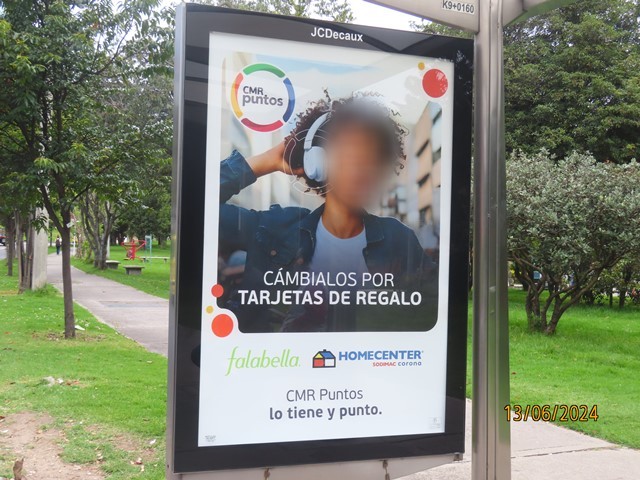 K9+0160
JCDecaux
CMR
puntos
CÁMBIALOS POR
TARJETAS DE REGALO
falabella.
HOMECENTER
SODIMAC corona
CMR Puntos
lo tiene y punto.
13/06/2024